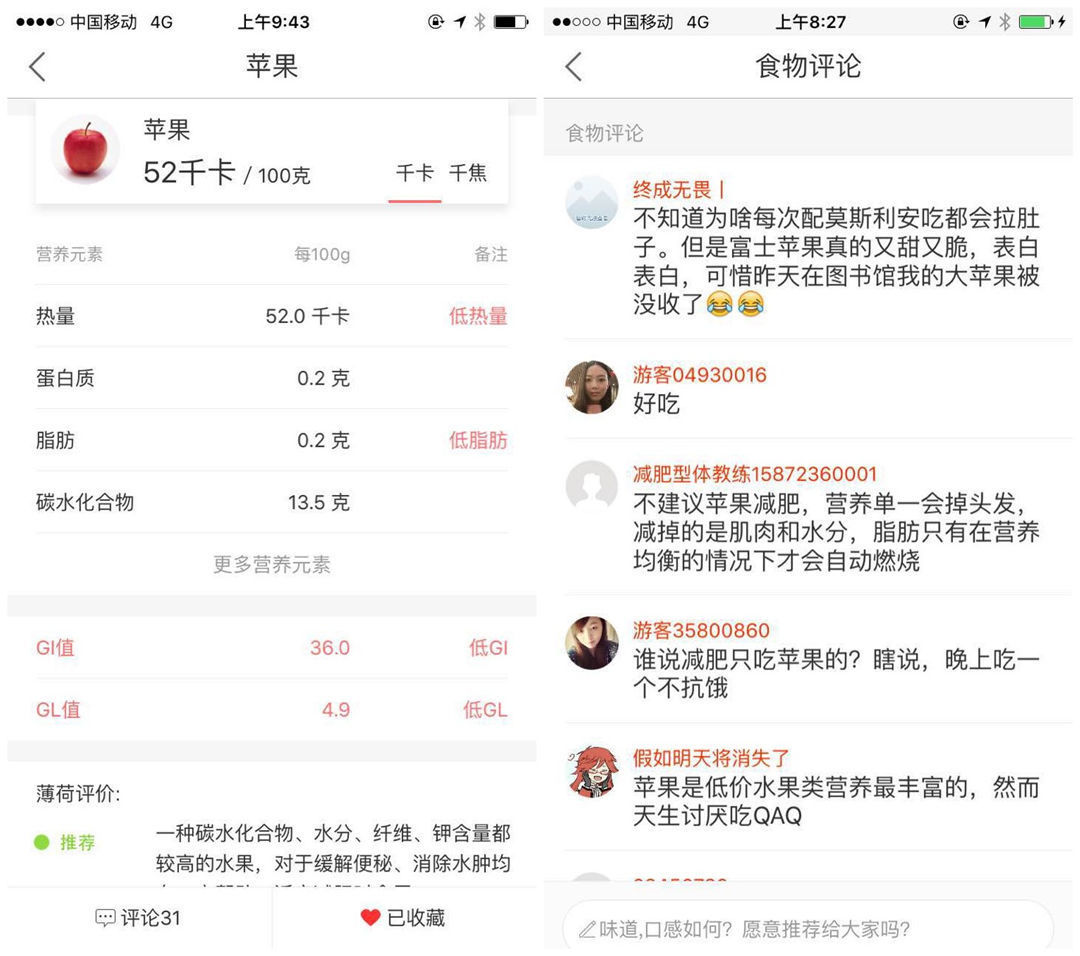 中国移动 4G 上午9:43
苹果
苹果
52千卡 / 100克
千卡 千焦
营养元素 每100g 备注
热量 52.0 千卡 低热量
蛋白质 0.2 克
脂肪 0.2 克 低脂肪
碳水化合物 13.5 克
更多营养元素
GI值 36.0 低GI
GL值 4.9 低GL
薄荷评价:
推荐
一种碳水化合物、水分、纤维、钾含量都
较高的水果，对于缓解便秘、消除水肿均
评论31 已收藏
中国移动 4G 上午8:27
食物评论
食物评论
终成无畏丨
不知道为啥每次配莫斯利安吃都会拉肚
子。但是富士苹果真的又甜又脆，表白
表白，可惜昨天在图书馆我的大苹果被
没收了😂😂
游客04930016
好吃
减肥型体教练15872360001
不建议苹果减肥，营养单一会掉头发，
减掉的是肌肉和水分，脂肪只有在营养
均衡的情况下才会自动燃烧
游客35800860
谁说减肥只吃苹果的？瞎说，晚上吃一
个不抗饿
假如明天将消失了
苹果是低价水果类营养最丰富的，然而
天生讨厌吃QAQ
味道,口感如何？愿意推荐给大家吗?